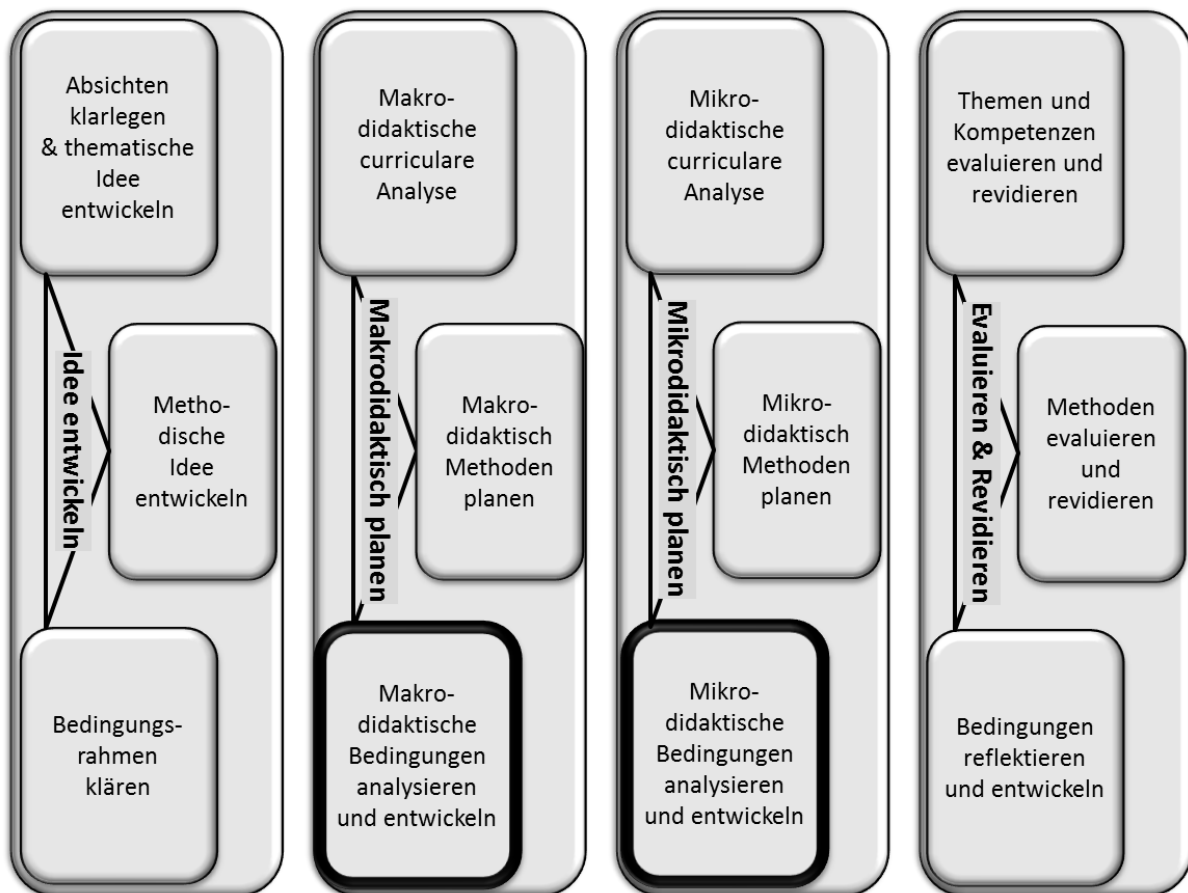 Absichten
klarlegen
& thematische
Idee
entwickeln
Idee entwickeln
Metho-
dische
Idee
entwickeln
Bedingungs-
rahmen
klären
Makro-
didaktische
curriculare
Analyse
Makrodidaktisch planen
Makro-
didaktisch
Methoden
planen
Makro-
didaktische
Bedingungen
analysieren
und entwickeln
Mikro-
didaktische
curriculare
Analyse
Mikrodidaktisch planen
Mikro-
didaktisch
Methoden
planen
Mikro-
didaktische
Bedingungen
analysieren
und entwickeln
Themen und
Kompetenzen
evaluieren und
revidieren
Evaluieren & Revidieren
Methoden
evaluieren
und
revidieren
Bedingungen
reflektieren
und entwickeln